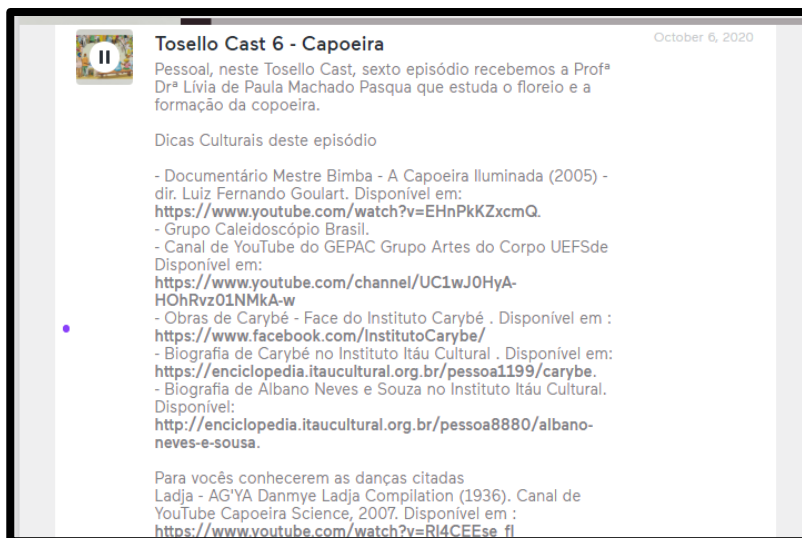 Tosello Cast 6 - Capoeira
October 6, 2020
Pessoal, neste Tosello Cast, sexto episódio recebemos a Profª
Drª Lívia de Paula Machado Pasqua que estuda o floreio e a
formação da copoeira.
Dicas Culturais deste episódio
- Documentário Mestre Bimba - A Capoeira Iluminada (2005) -
dir. Luiz Fernando Goulart. Disponível em:
https://www.youtube.com/watch?v=EHnPkKZxcmQ.
- Grupo Caleidoscópio Brasil.
- Canal de YouTube do GEPAC Grupo Artes do Corpo UEFSde
Disponível em:
https://www.youtube.com/channel/UC1wJ0HyA-
HOhRvz01NMkA-w
- Obras de Carybé - Face do Instituto Carybé . Disponível em :
https://www.facebook.com/InstitutoCarybe/
- Biografia de Carybé no Instituto Itáu Cultural . Disponível em:
https://enciclopedia.itaucultural.org.br/pessoa1199/carybe.
- Biografia de Albano Neves e Souza no Instituto Itáu Cultural.
Disponível:
http://enciclopedia.itaucultural.org.br/pessoa8880/albano-
neves-e-sousa.
Para vocês conhecerem as danças citadas
Ladja - AG'YA Danmye Ladja Compilation (1936). Canal de
YouTube Capoeira Science, 2007. Disponível em :
https://www.youtube.com/watch?v=RI4CEEse_fI